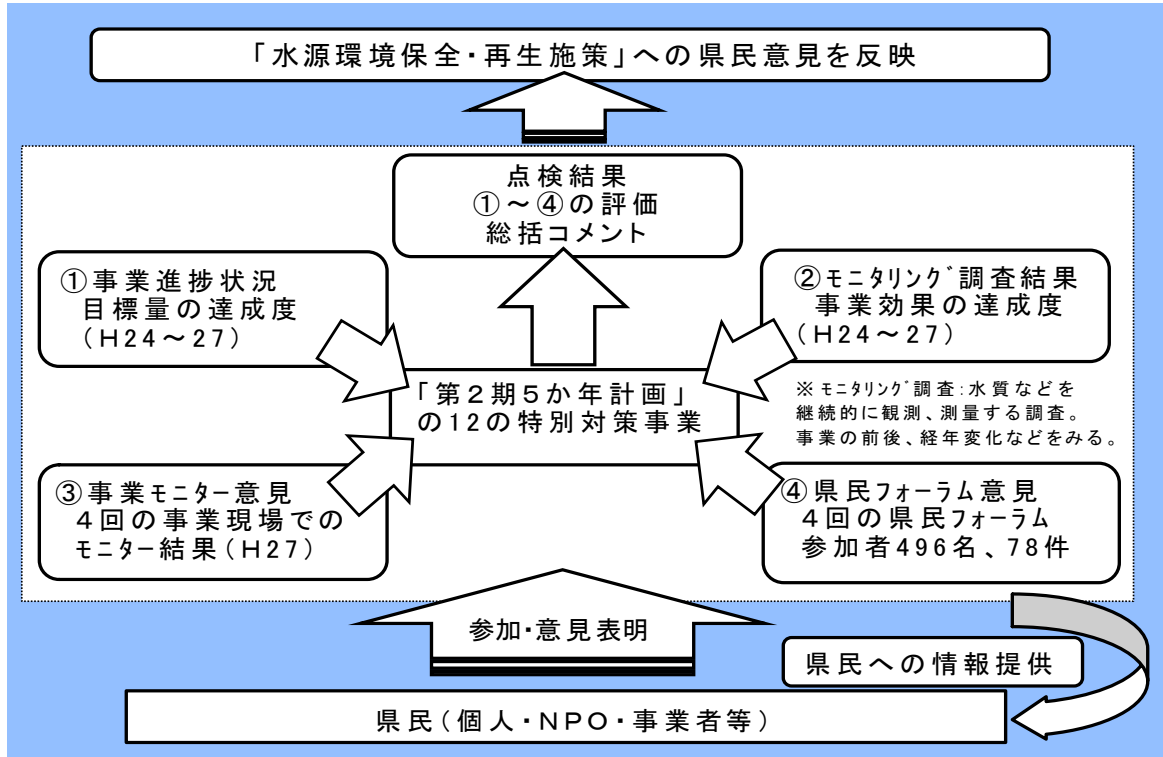 「水源環境保全・再生施策」への県民意見を反映
点検結果
①～④の評価
総括コメント
①事業進捗状況
目標量の達成度
(H24～27)
②モニタリング調査結果
事業効果の達成度
(H24～27)
「第2期5か年計画」
の12の特別対策事業
※モニタリング調査:水質などを
継続的に観測、測量する調査。
事業の前後、経年変化などをみる。
③事業モニター意見
4回の事業現場での
モニター結果(H27)
④県民フォーラム意見
4回の県民フォーラム
参加者496名、78件
参加・意見表明
県民への情報提供
県民(個人・NPO・事業者等)